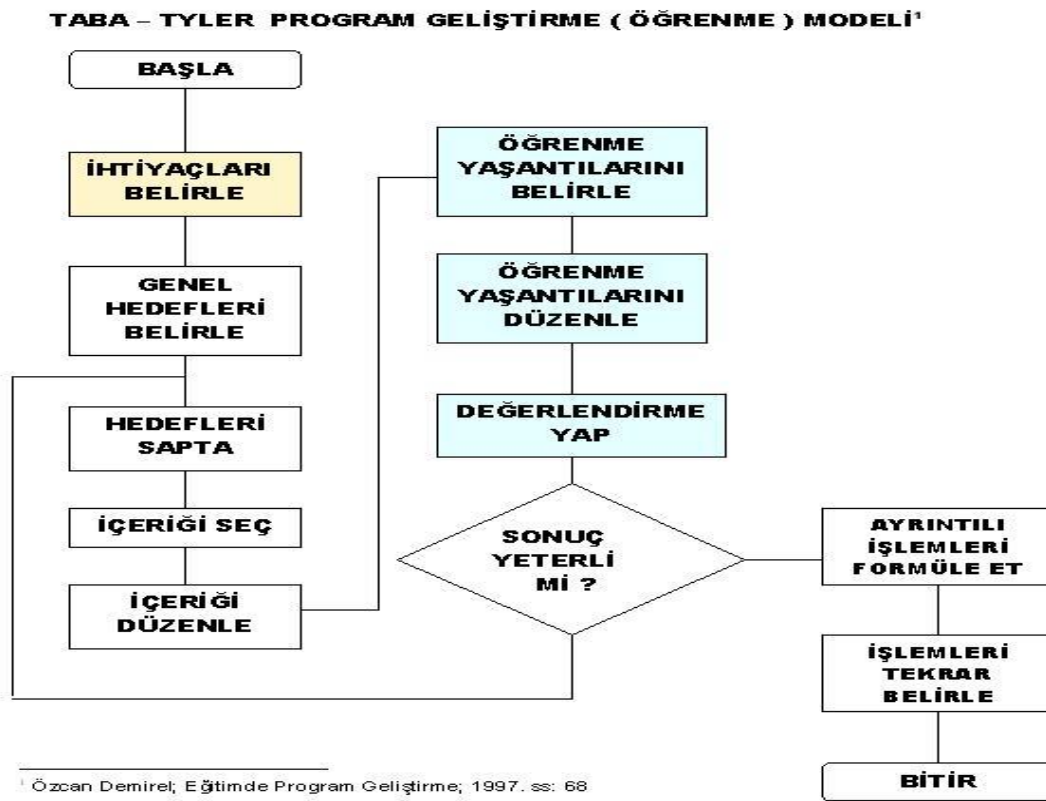 TABA – TYLER PROGRAM GELİŞTİRME ( ÖĞRENME ) MODELİ¹
BAŞLA
İHTİYAÇLARI
BELİRLE
GENEL
HEDEFLERİ
BELİRLE
HEDEFLERİ
SAPTA
İÇERİĞİ SEÇ
İÇERİĞİ
DÜZENLE
ÖĞRENME
YAŞANTILARINI
BELİRLE
ÖĞRENME
YAŞANTILARINI
DÜZENLE
DEĞERLENDİRME
YAP
SONUÇ
YETERLİ
Mİ ?
AYRINTILI
İŞLEMLERİ
FORMÜLE ET
İŞLEMLERİ
TEKRAR
BELİRLE
BİTİR
¹ Özcan Demirel; Eğitimde Program Geliştirme; 1997. ss: 68